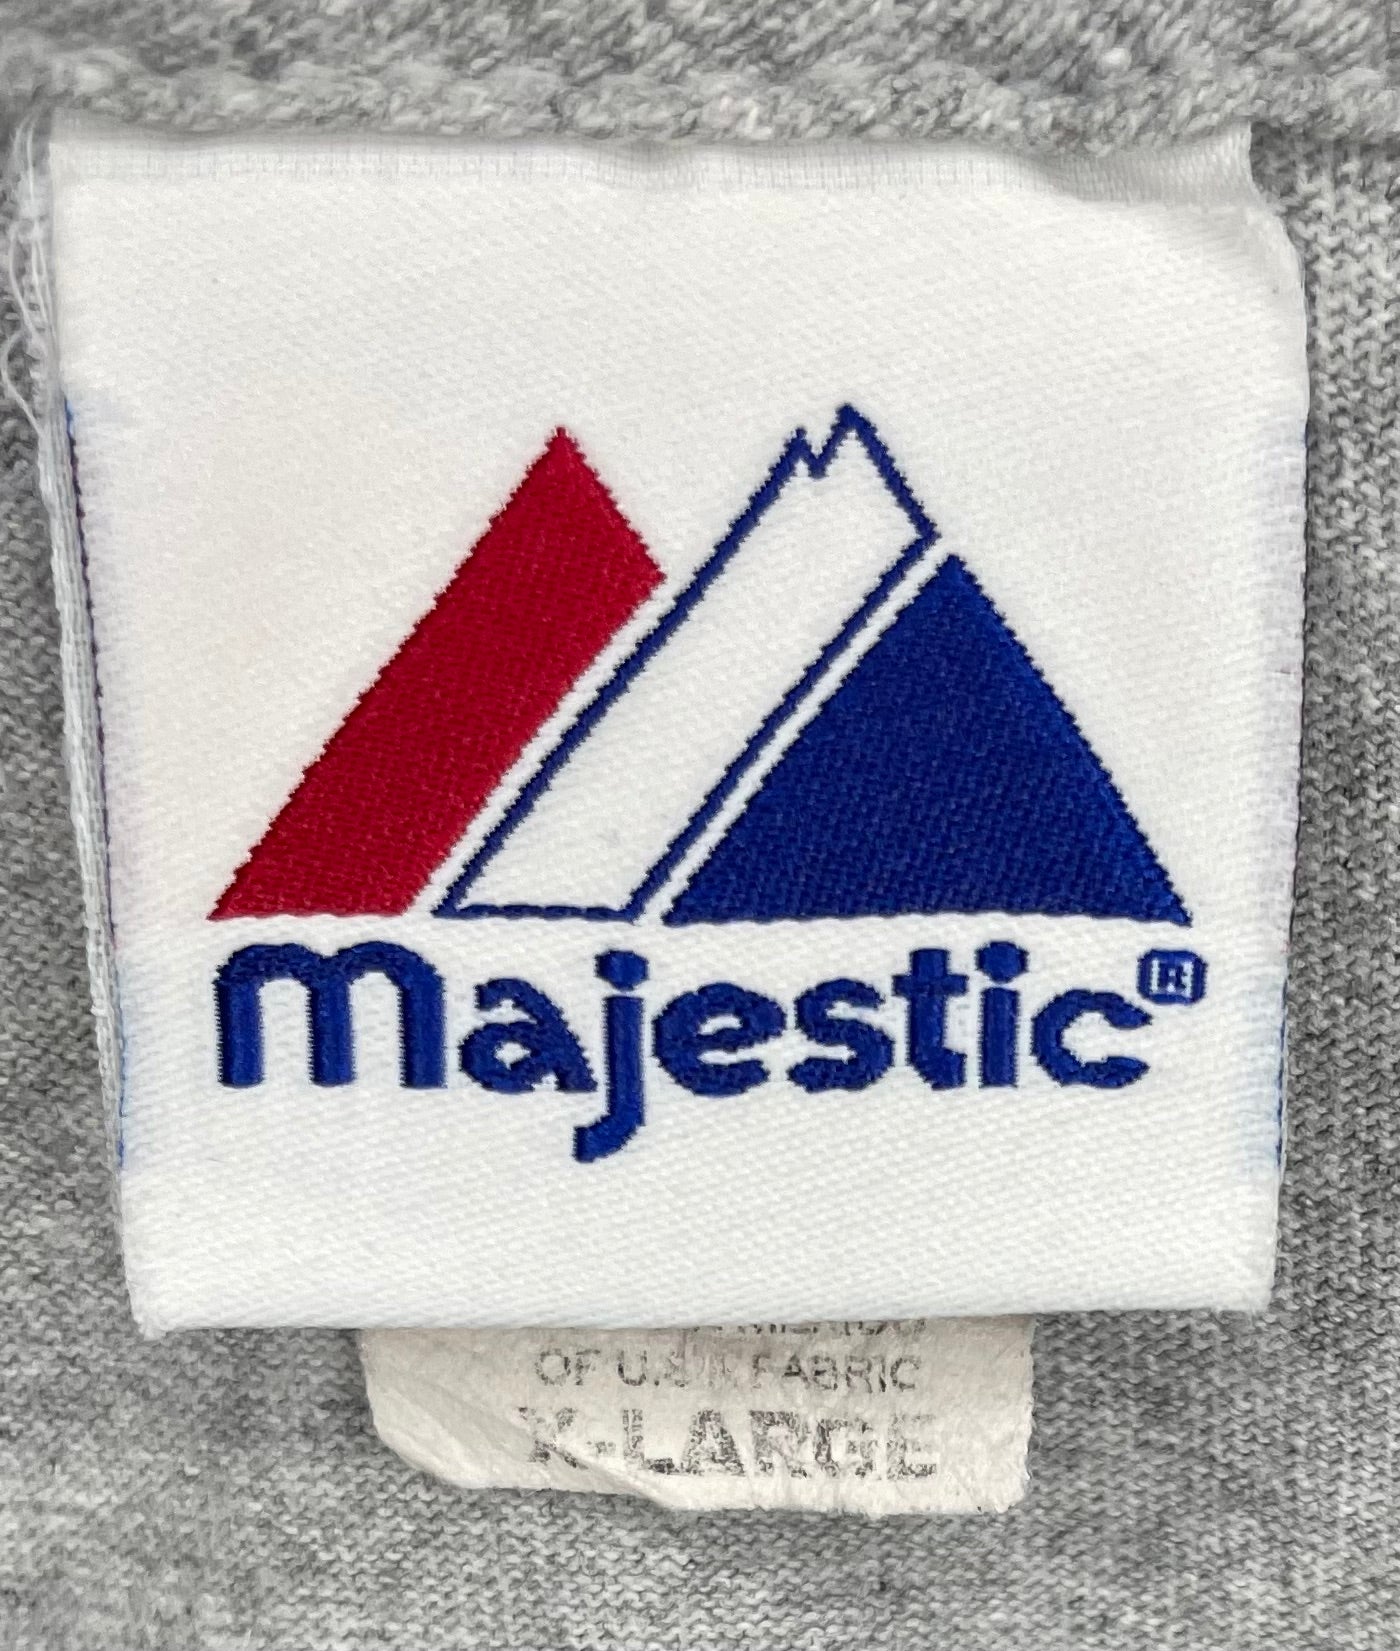 majestic®
OF U.S.A. FABRIC
X-LARGE